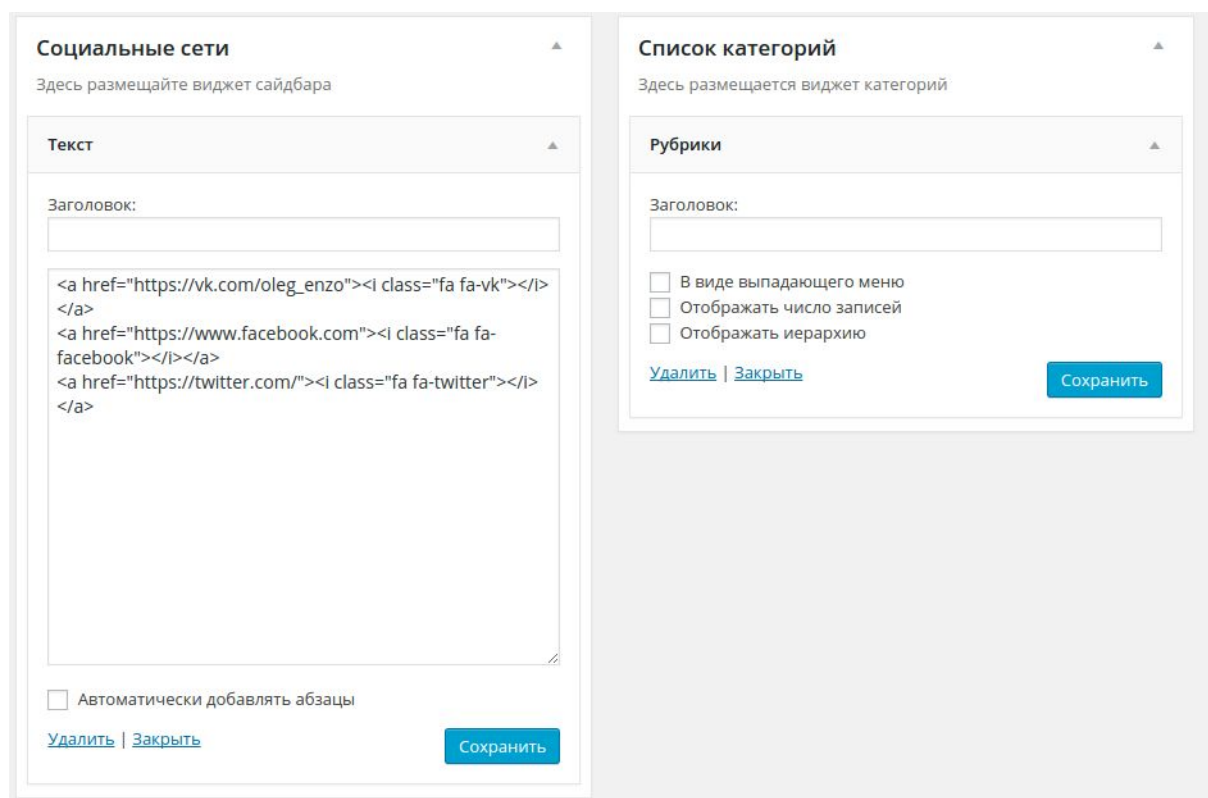 Социальные сети
Здесь размещайте виджет сайдбара
Текст
Заголовок:
<a href="https://vk.com/oleg_enzo"><i class="fa fa-vk"></i>
</a>
<a href="https://www.facebook.com"><i class="fa fa-
facebook"></i></a>
<a href="https://twitter.com/"><i class="fa fa-twitter"></i>
</a>
Автоматически добавлять абзацы
Удалить | Закрыть
Сохранить
Список категорий
Здесь размещается виджет категорий
Рубрики
Заголовок:
В виде выпадающего меню
Отображать число записей
Отображать иерархию
Удалить | Закрыть
Сохранить